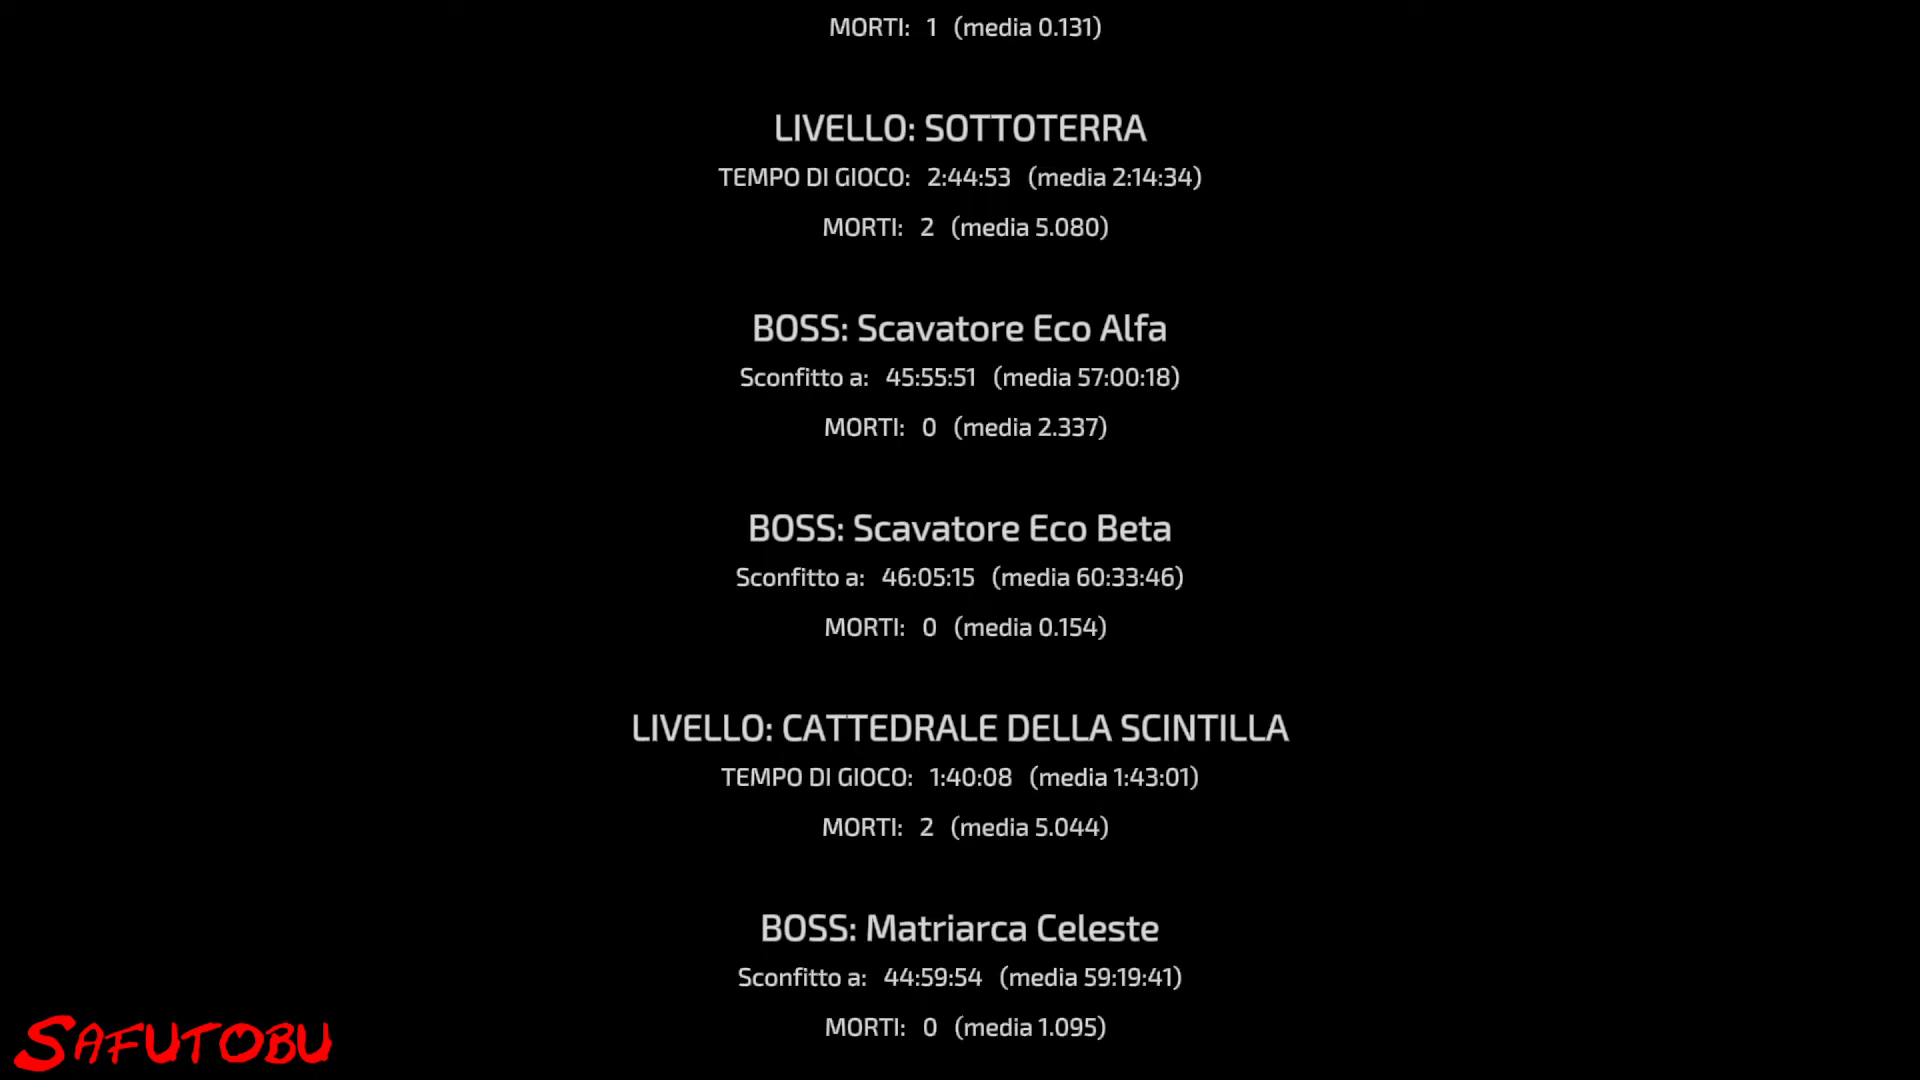 MORTI: 1 (media 0.131)
LIVELLO: SOTTOTERRA
TEMPO DI GIOCO: 2:44:53 (media 2:14:34)
MORTI: 2 (media 5.080)
BOSS: Scavatore Eco Alfa
Sconfitto a: 45:55:51 (media 57:00:18)
MORTI: 0 (media 2.337)
BOSS: Scavatore Eco Beta
Sconfitto a: 46:05:15 (media 60:33:46)
MORTI: 0 (media 0.154)
LIVELLO: CATTEDRALE DELLA SCINTILLA
TEMPO DI GIOCO: 1:40:08 (media 1:43:01)
MORTI: 2 (media 5.044)
BOSS: Matriarca Celeste
Sconfitto a: 44:59:54 (media 59:19:41)
MORTI: 0 (media 1.095)
SAFUTOBU